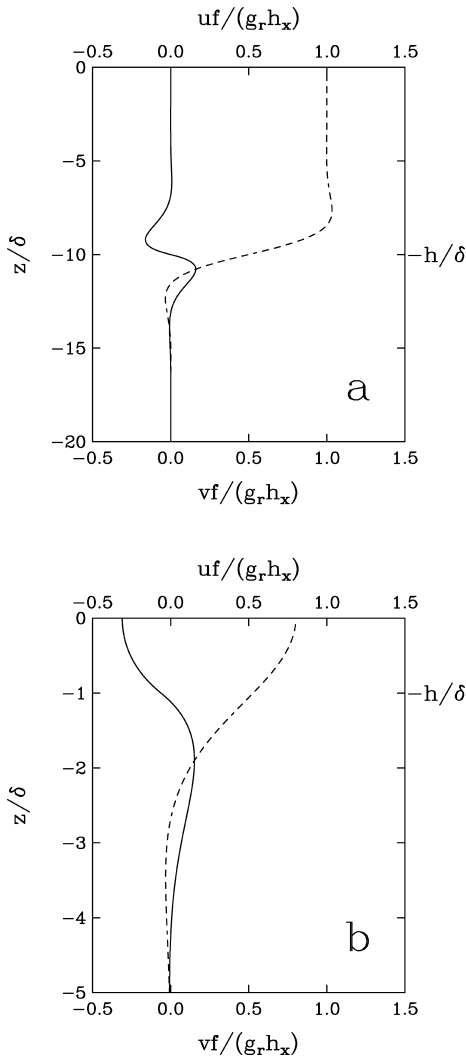 uf/(gᵣhₓ)
−0.5 0.0 0.5 1.0 1.5
0
−5
−10
−15
−20
z/δ
−h/δ
a
−0.5 0.0 0.5 1.0 1.5
vf/(gᵣhₓ)
uf/(gᵣhₓ)
−0.5 0.0 0.5 1.0 1.5
0
−1
−2
−3
−4
−5
z/δ
−h/δ
b
−0.5 0.0 0.5 1.0 1.5
vf/(gᵣhₓ)